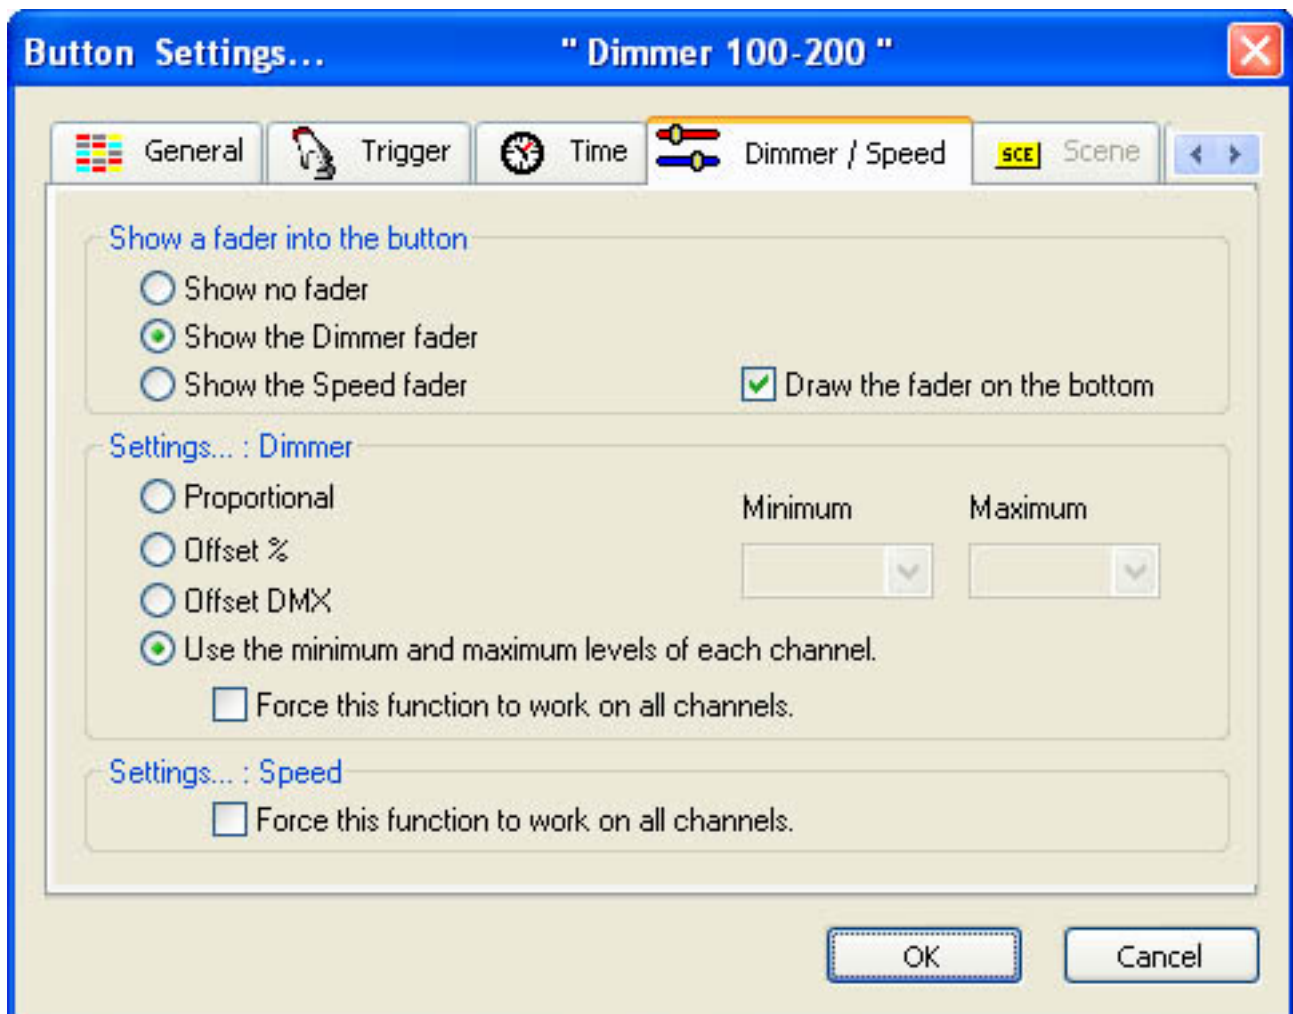 Button Settings... " Dimmer 100-200 "
General Trigger Time Dimmer / Speed SCE Scene
Show a fader into the button
Show no fader
Show the Dimmer fader
Show the Speed fader Draw the fader on the bottom
Settings... : Dimmer
Proportional Minimum Maximum
Offset %
Offset DMX
Use the minimum and maximum levels of each channel.
Force this function to work on all channels.
Settings... : Speed
Force this function to work on all channels.
OK Cancel